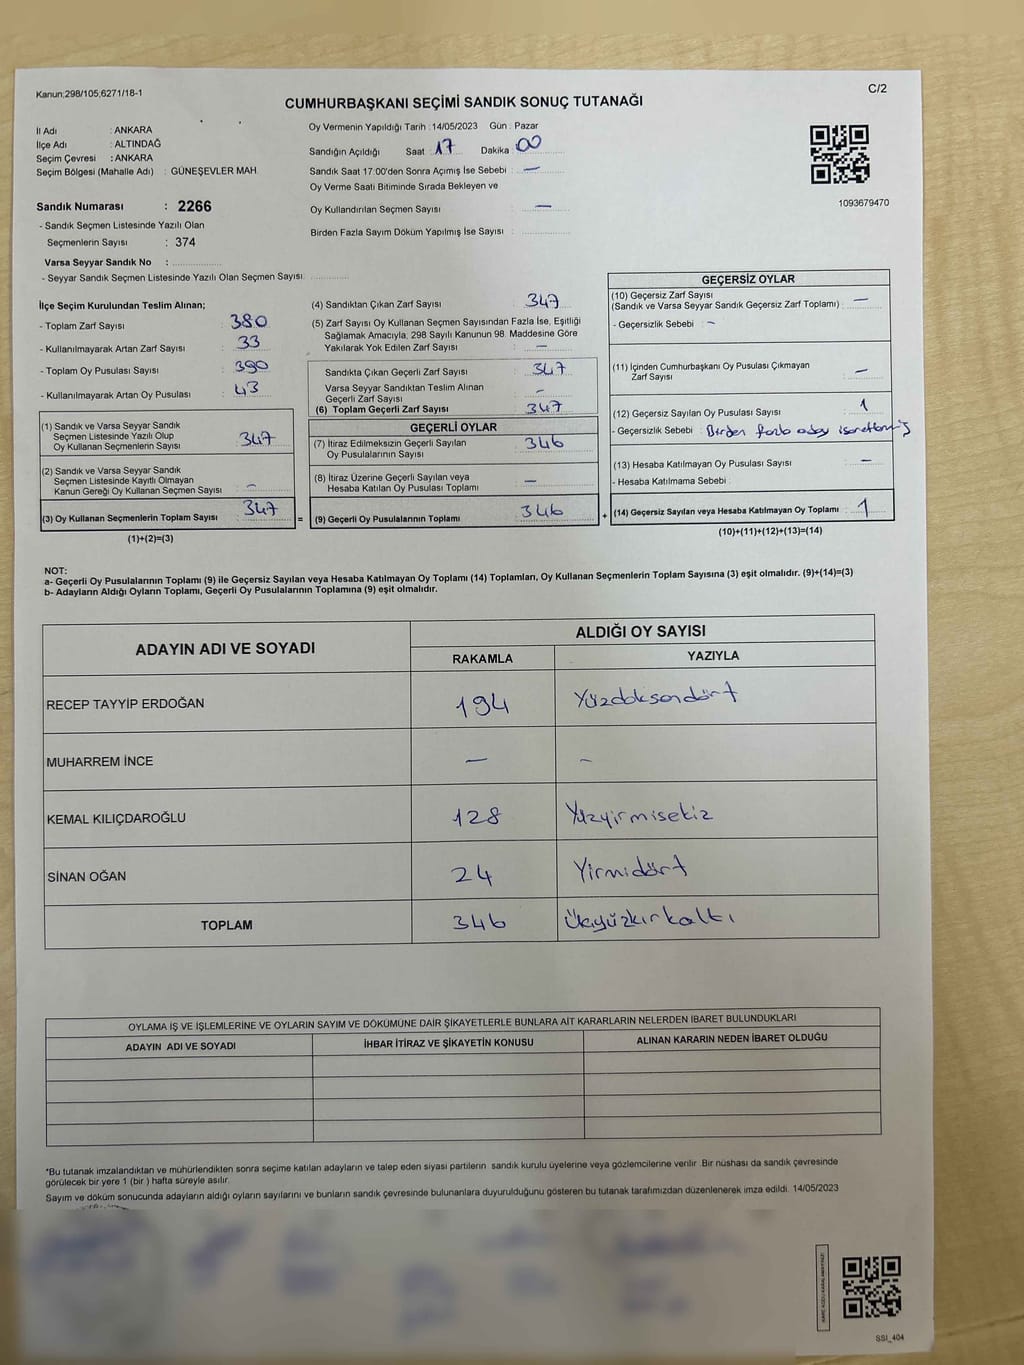 Kanun;298/105,6271/18-1
C/2
CUMHURBAŞKANI SEÇİMİ SANDIK SONUÇ TUTANAĞI
İl Adı : ANKARA
İlçe Adı : ALTINDAĞ
Seçim Çevresi : ANKARA
Seçim Bölgesi (Mahalle Adı) : GÜNEŞEVLER MAH
Sandık Numarası : 2266
- Sandık Seçmen Listesinde Yazılı Olan
Seçmenlerin Sayısı : 374
Varsa Seyyar Sandık No :
- Seyyar Sandık Seçmen Listesinde Yazılı Olan Seçmen Sayısı:
Oy Vermenin Yapıldığı Tarih : 14/05/2023 Gün : Pazar
Sandığın Açıldığı Saat : 17 Dakika : 00
Sandık Saat 17:00'den Sonra Açımış İse Sebebi : —
Oy Verme Saati Bitiminde Sırada Bekleyen ve
Oy Kullandırılan Seçmen Sayısı : —
Birden Fazla Sayım Döküm Yapılmış İse Sayısı :
1093679470
İlçe Seçim Kurulundan Teslim Alınan;
- Toplam Zarf Sayısı : 380
- Kullanılmayarak Artan Zarf Sayısı : 33
- Toplam Oy Pusulası Sayısı : 390
- Kullanılmayarak Artan Oy Pusulası : 43
(1) Sandık ve Varsa Seyyar Sandık
Seçmen Listesinde Yazılı Olup
Oy Kullanan Seçmenlerin Sayısı : 347
(2) Sandık ve Varsa Seyyar Sandık
Seçmen Listesinde Kayıtlı Olmayan
Kanun Gereği Oy Kullanan Seçmen Sayısı : —
(3) Oy Kullanan Seçmenlerin Toplam Sayısı : 347
(1)+(2)=(3)
(4) Sandıktan Çıkan Zarf Sayısı : 347
(5) Zarf Sayısı Oy Kullanan Seçmen Sayısından Fazla İse, Eşitliği
Sağlamak Amacıyla, 298 Sayılı Kanunun 98. Maddesine Göre
Yakılarak Yok Edilen Zarf Sayısı : —
Sandıkta Çıkan Geçerli Zarf Sayısı : 347
Varsa Seyyar Sandıktan Teslim Alınan
Geçerli Zarf Sayısı : —
(6) Toplam Geçerli Zarf Sayısı : 347
GEÇERLİ OYLAR
(7) İtiraz Edilmeksizin Geçerli Sayılan
Oy Pusulalarının Sayısı : 346
(8) İtiraz Üzerine Geçerli Sayılan veya
Hesaba Katılan Oy Pusulası Toplamı : —
= (9) Geçerli Oy Pusulalarının Toplamı : 346
GEÇERSİZ OYLAR
(10) Geçersiz Zarf Sayısı
(Sandık ve Varsa Seyyar Sandık Geçersiz Zarf Toplamı) : —
- Geçersizlik Sebebi : —
(11) İçinden Cumhurbaşkanı Oy Pusulası Çıkmayan
Zarf Sayısı : —
(12) Geçersiz Sayılan Oy Pusulası Sayısı : 1
- Geçersizlik Sebebi : Birden fazla aday
(13) Hesaba Katılmayan Oy Pusulası Sayısı : —
- Hesaba Katılmama Sebebi :
+ (14) Geçersiz Sayılan veya Hesaba Katılmayan Oy Toplamı : 1
(10)+(11)+(12)+(13)=(14)
NOT:
a- Geçerli Oy Pusulalarının Toplamı (9) ile Geçersiz Sayılan veya Hesaba Katılmayan Oy Toplamı (14) Toplamları, Oy Kullanan Seçmenlerin Toplam Sayısına (3) eşit olmalıdır. (9)+(14)=(3)
b- Adayların Aldığı Oyların Toplamı, Geçerli Oy Pusulalarının Toplamına (9) eşit olmalıdır.
ADAYIN ADI VE SOYADI
ALDIĞI OY SAYISI
RAKAMLA YAZIYLA
RECEP TAYYİP ERDOĞAN 194 Yüzdoksandört
MUHARREM İNCE — —
KEMAL KILIÇDAROĞLU 128 Yüzyirmisekiz
SİNAN OĞAN 24 Yirmidört
TOPLAM 346
OYLAMA İŞ VE İŞLEMLERİNE VE OYLARIN SAYIM VE DÖKÜMÜNE DAİR ŞİKAYETLERLE BUNLARA AİT KARARLARIN NELERDEN İBARET BULUNDUKLARI
ADAYIN ADI VE SOYADI İHBAR İTİRAZ VE ŞİKAYETİN KONUSU ALINAN KARARIN NEDEN İBARET OLDUĞU
*Bu tutanak imzalandıktan ve mühürlendikten sonra seçime katılan adayların ve talep eden siyasi partilerin sandık kurulu üyelerine veya gözlemcilerine verilir. Bir nüshası da sandık çevresinde
görülecek bir yere 1 (bir ) hafta süreyle asılır.
Sayım ve döküm sonucunda adayların aldığı oyların sayılarını ve bunların sandık çevresinde bulunanlara duyurulduğunu gösteren bu tutanak tarafımızdan düzenlenerek imza edildi. 14/05/2023
SSI_404